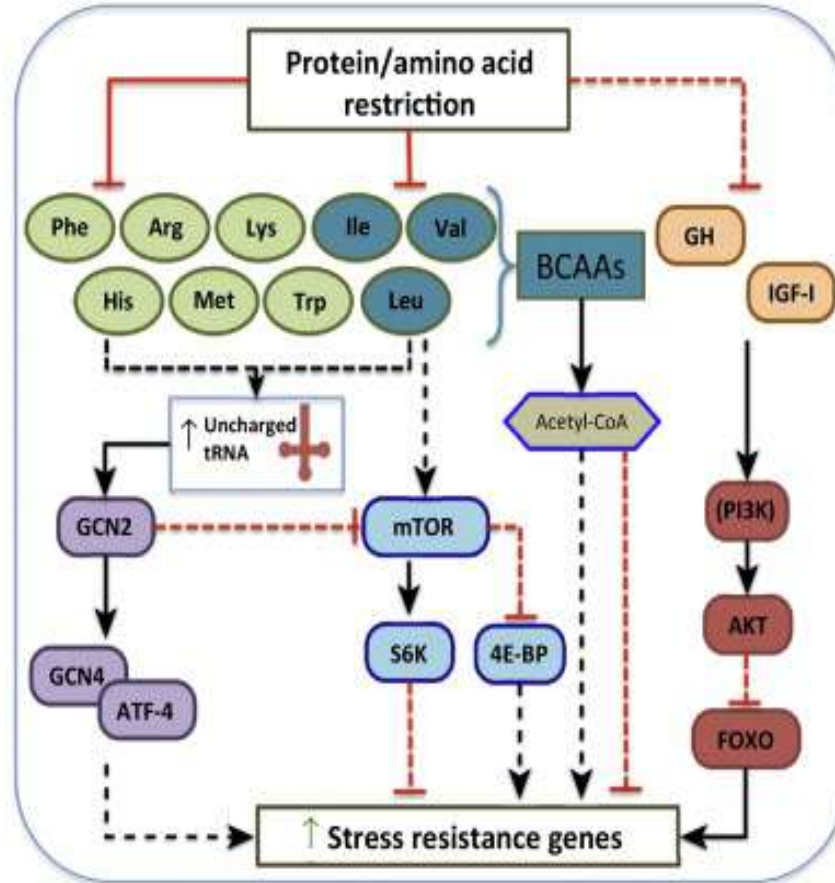 Protein/amino acid
restriction
Phe
Arg
Lys
Ile
Val
His
Met
Trp
Leu
BCAAs
GH
IGF-I
↑ Uncharged
tRNA
Acetyl-CoA
GCN2
mTOR
(PI3K)
S6K
4E-BP
AKT
GCN4
ATF-4
FOXO
↑ Stress resistance genes